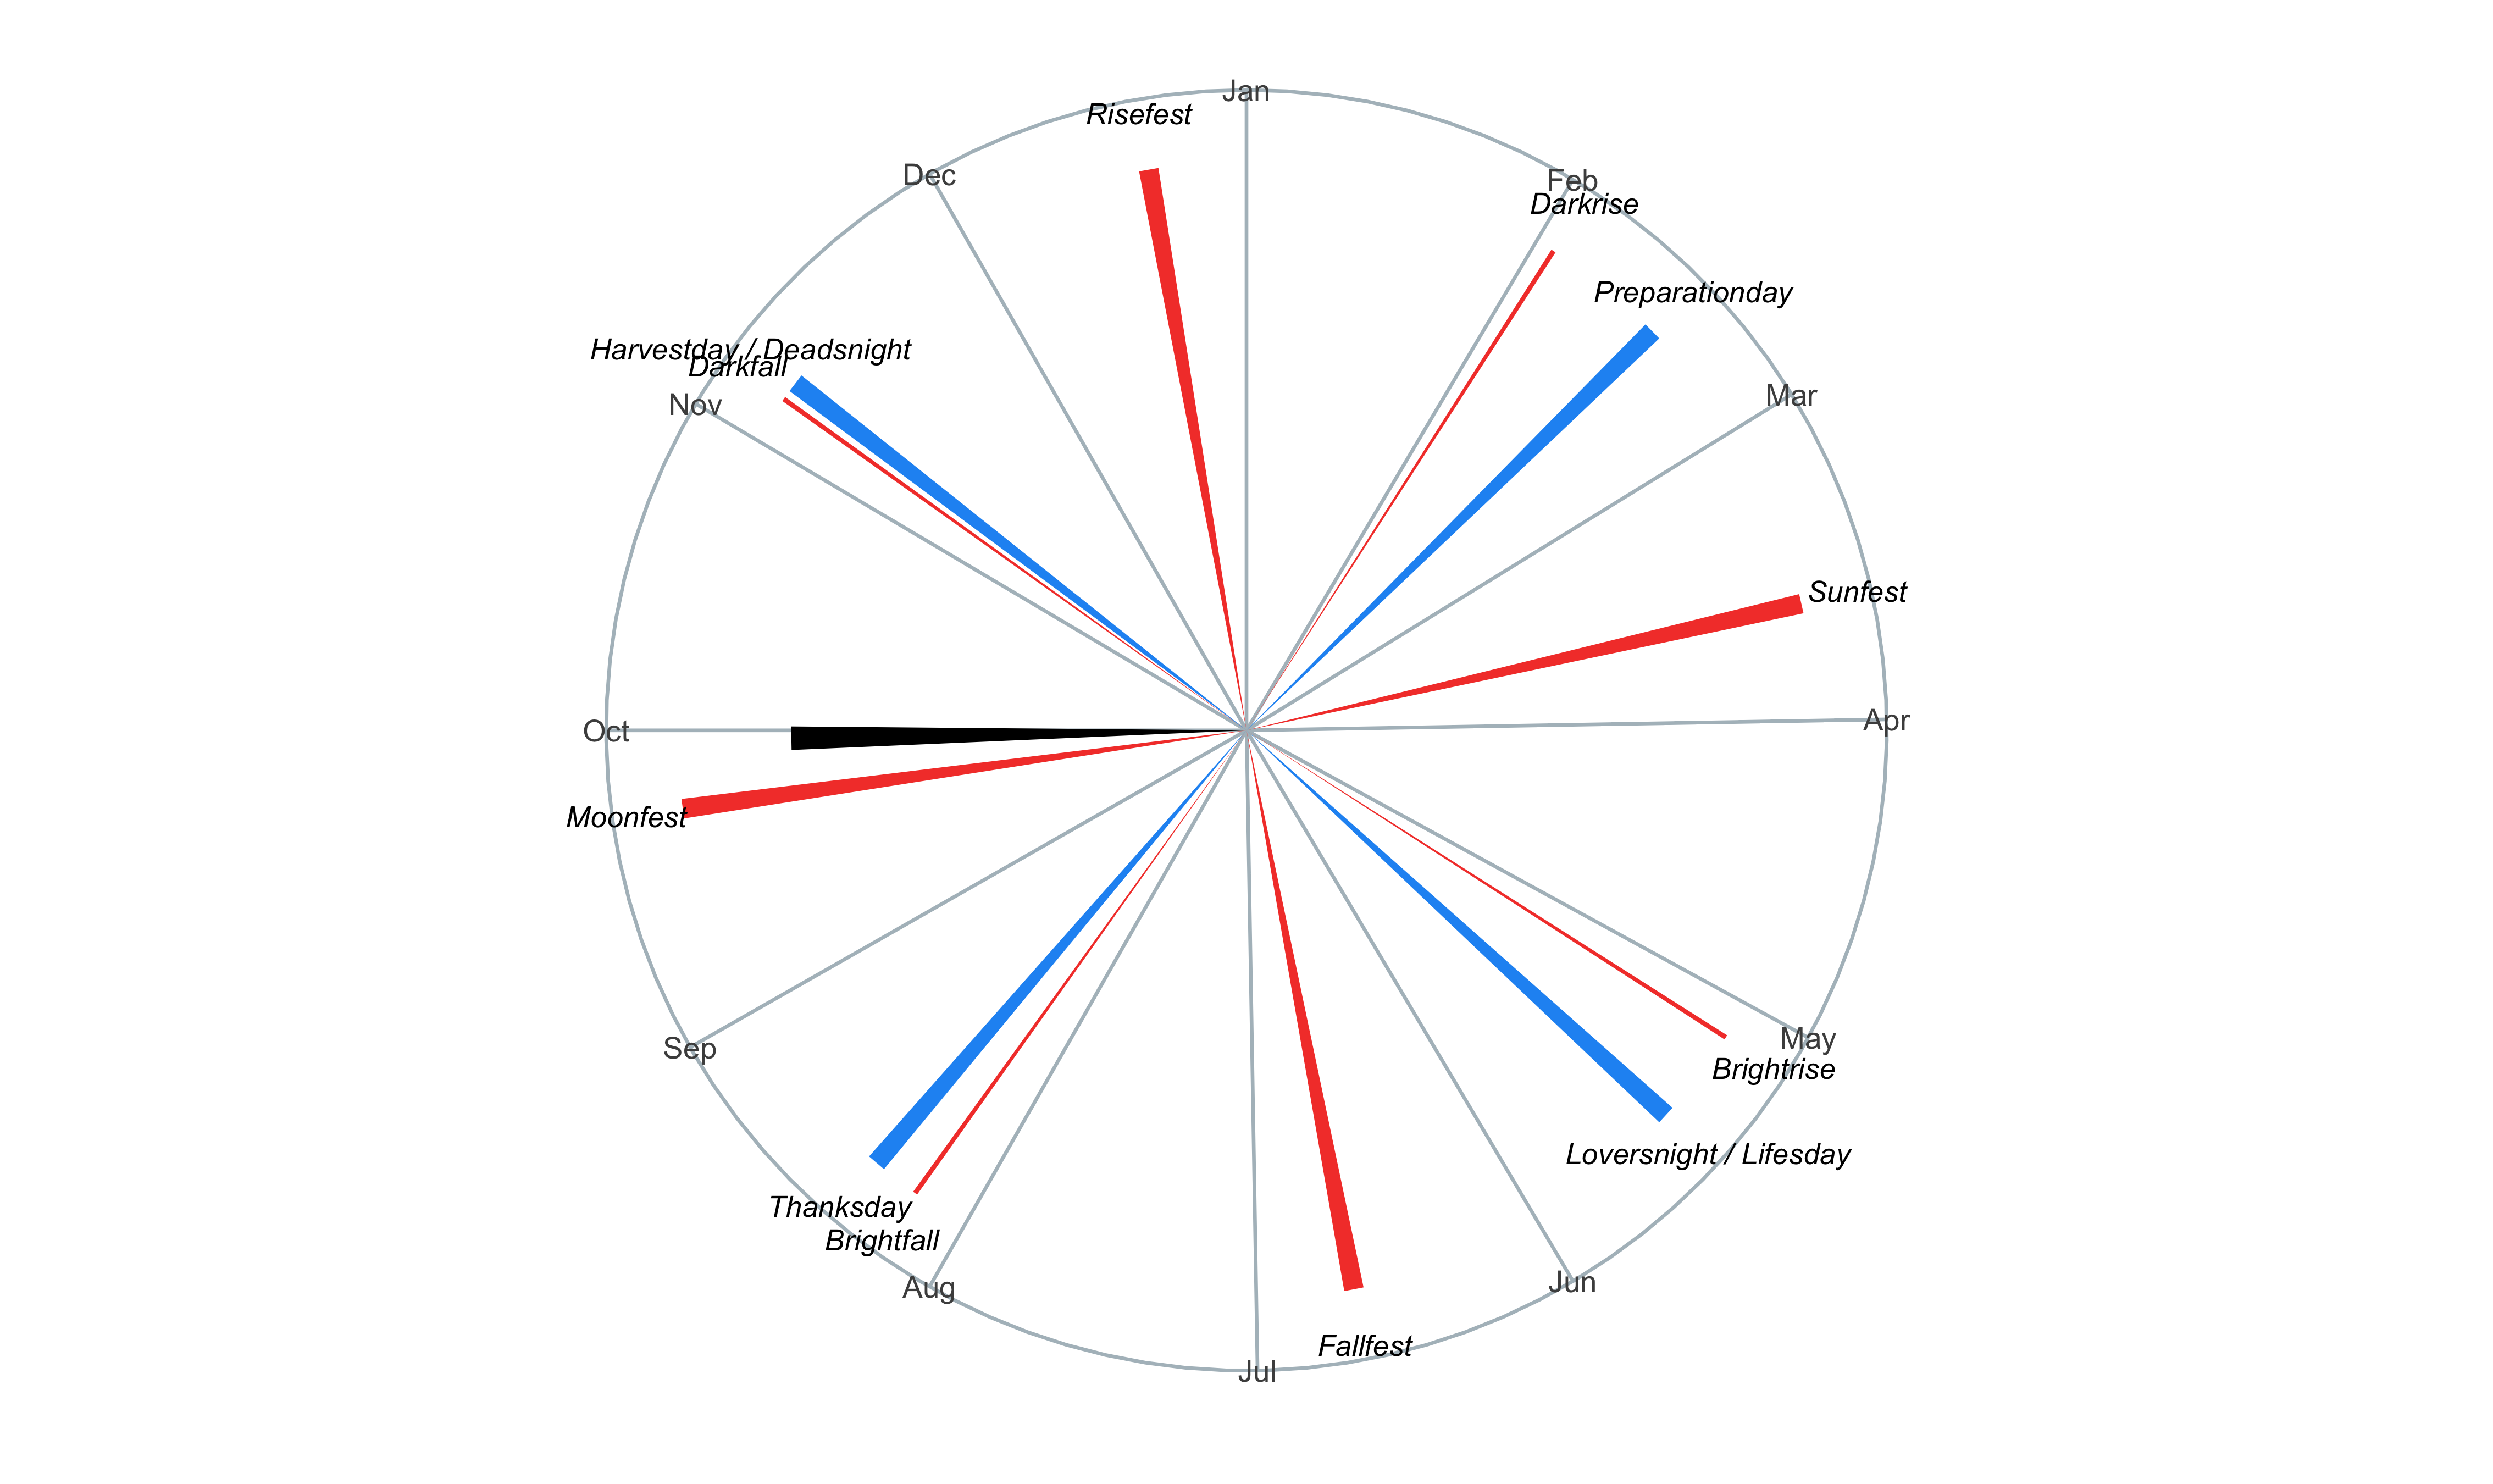 Jan
Risefest
Dec
Feb
Darkrise
Preparationday
Harvestday / Deadsnight
Darkfall
Nov
Mar
Sunfest
Oct
Apr
Moonfest
Sep
May
Brightrise
Loversnight / Lifesday
Thanksday
Brightfall
Aug
Jun
Fallfest
Jul